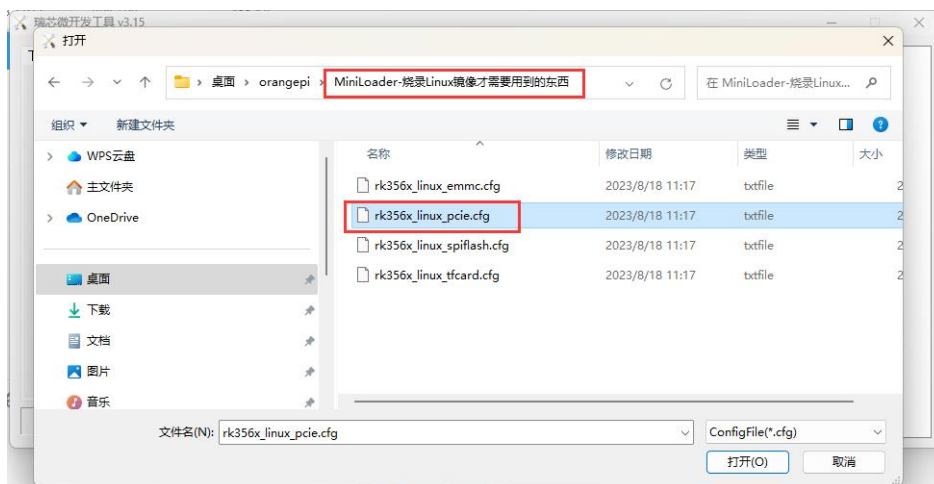 瑞芯微开发工具 v3.15
打开
桌面 › orangepi › MiniLoader-烧录Linux镜像才需要用到的东西
在 MiniLoader-烧录Linux...
组织 新建文件夹
名称 修改日期 类型 大小
WPS云盘
主文件夹
OneDrive
桌面
下载
文档
图片
音乐
rk356x_linux_emmc.cfg 2023/8/18 11:17 txtfile 2
rk356x_linux_pcie.cfg 2023/8/18 11:17 txtfile 2
rk356x_linux_spiflash.cfg 2023/8/18 11:17 txtfile 2
rk356x_linux_tfcard.cfg 2023/8/18 11:17 txtfile 2
文件名(N): rk356x_linux_pcie.cfg ConfigFile(*.cfg)
打开(O) 取消